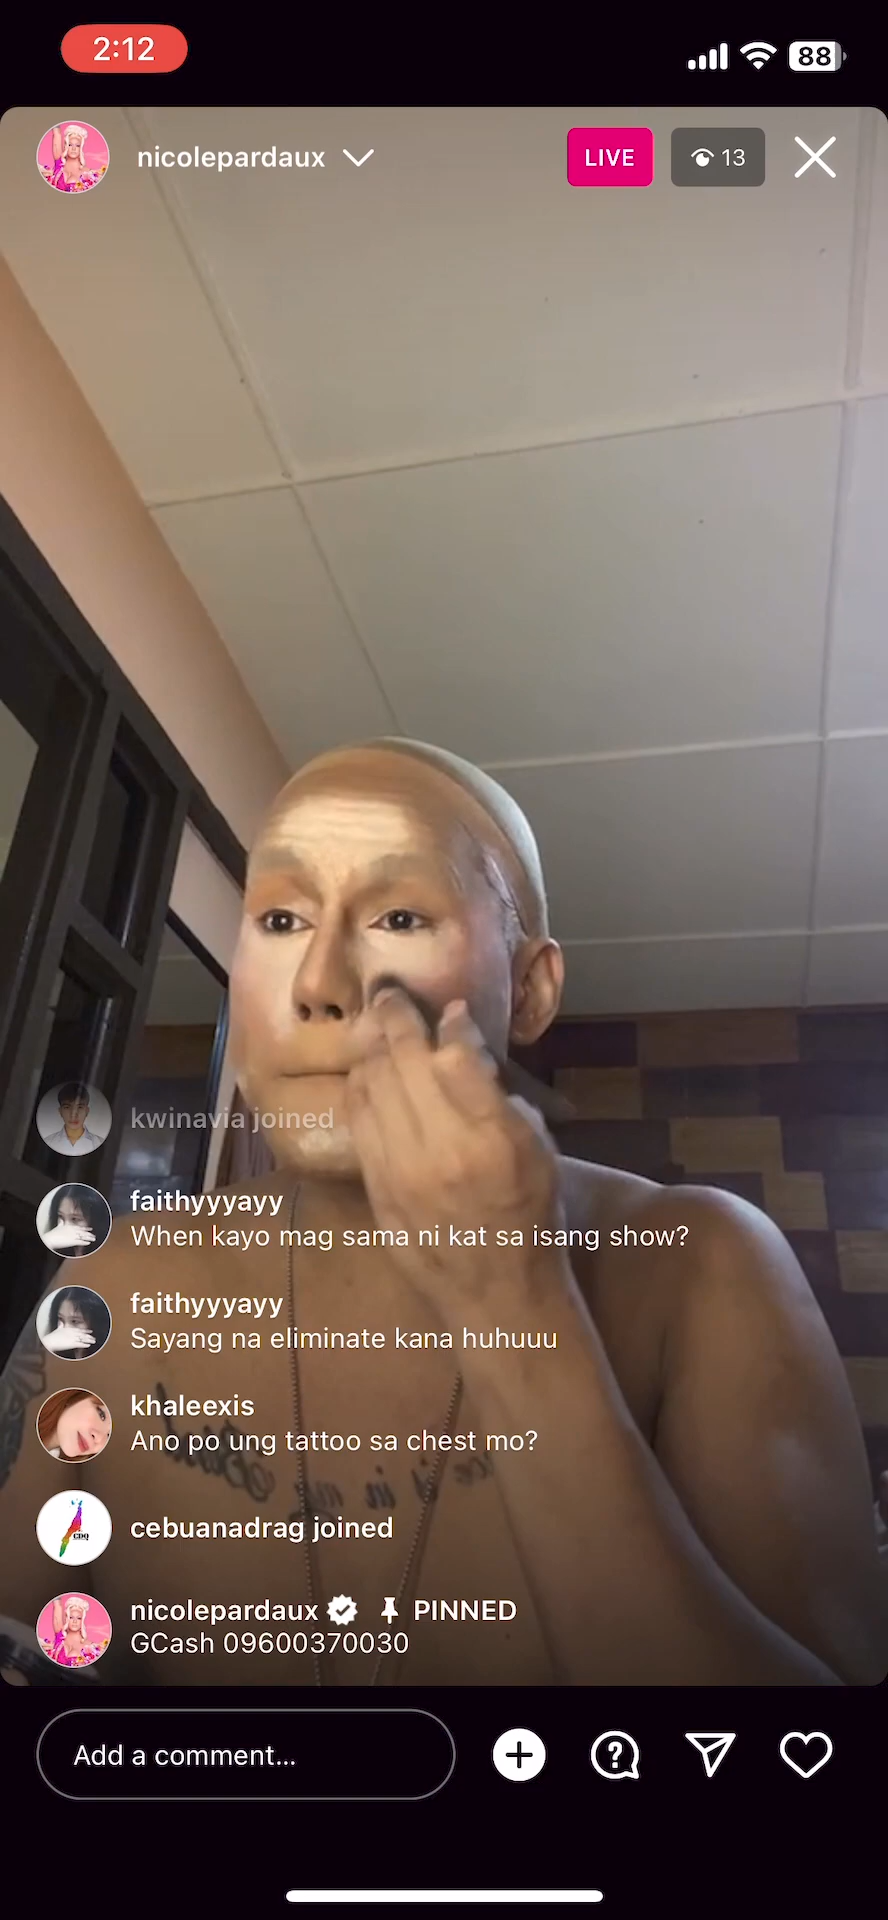 2:12
88
nicolepardaux
LIVE
13
kwinavia joined
faithyyyayy
When kayo mag sama ni kat sa isang show?
faithyyyayy
Sayang na eliminate kana huhuuu
khaleexis
Ano po ung tattoo sa chest mo?
CDQ
cebuanadrag joined
nicolepardaux PINNED
GCash 09600370030
Add a comment...